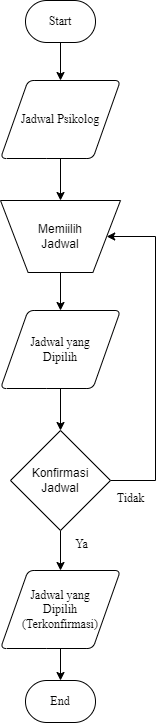 Start
Jadwal Psikolog
Memiilih
Jadwal
Jadwal yang
Dipilih
Konfirmasi
Jadwal
Tidak
Ya
Jadwal yang
Dipilih
(Terkonfirmasi)
End